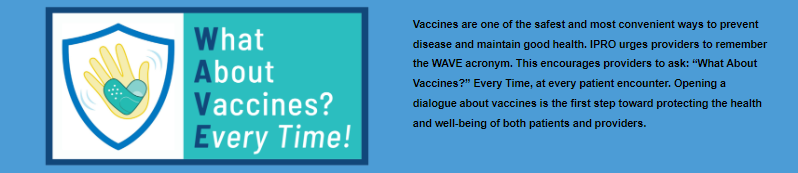 What
About
Vaccines?
Every Time!
Vaccines are one of the safest and most convenient ways to prevent
disease and maintain good health. IPRO urges providers to remember
the WAVE acronym. This encourages providers to ask: “What About
Vaccines?” Every Time, at every patient encounter. Opening a
dialogue about vaccines is the first step toward protecting the health
and well-being of both patients and providers.